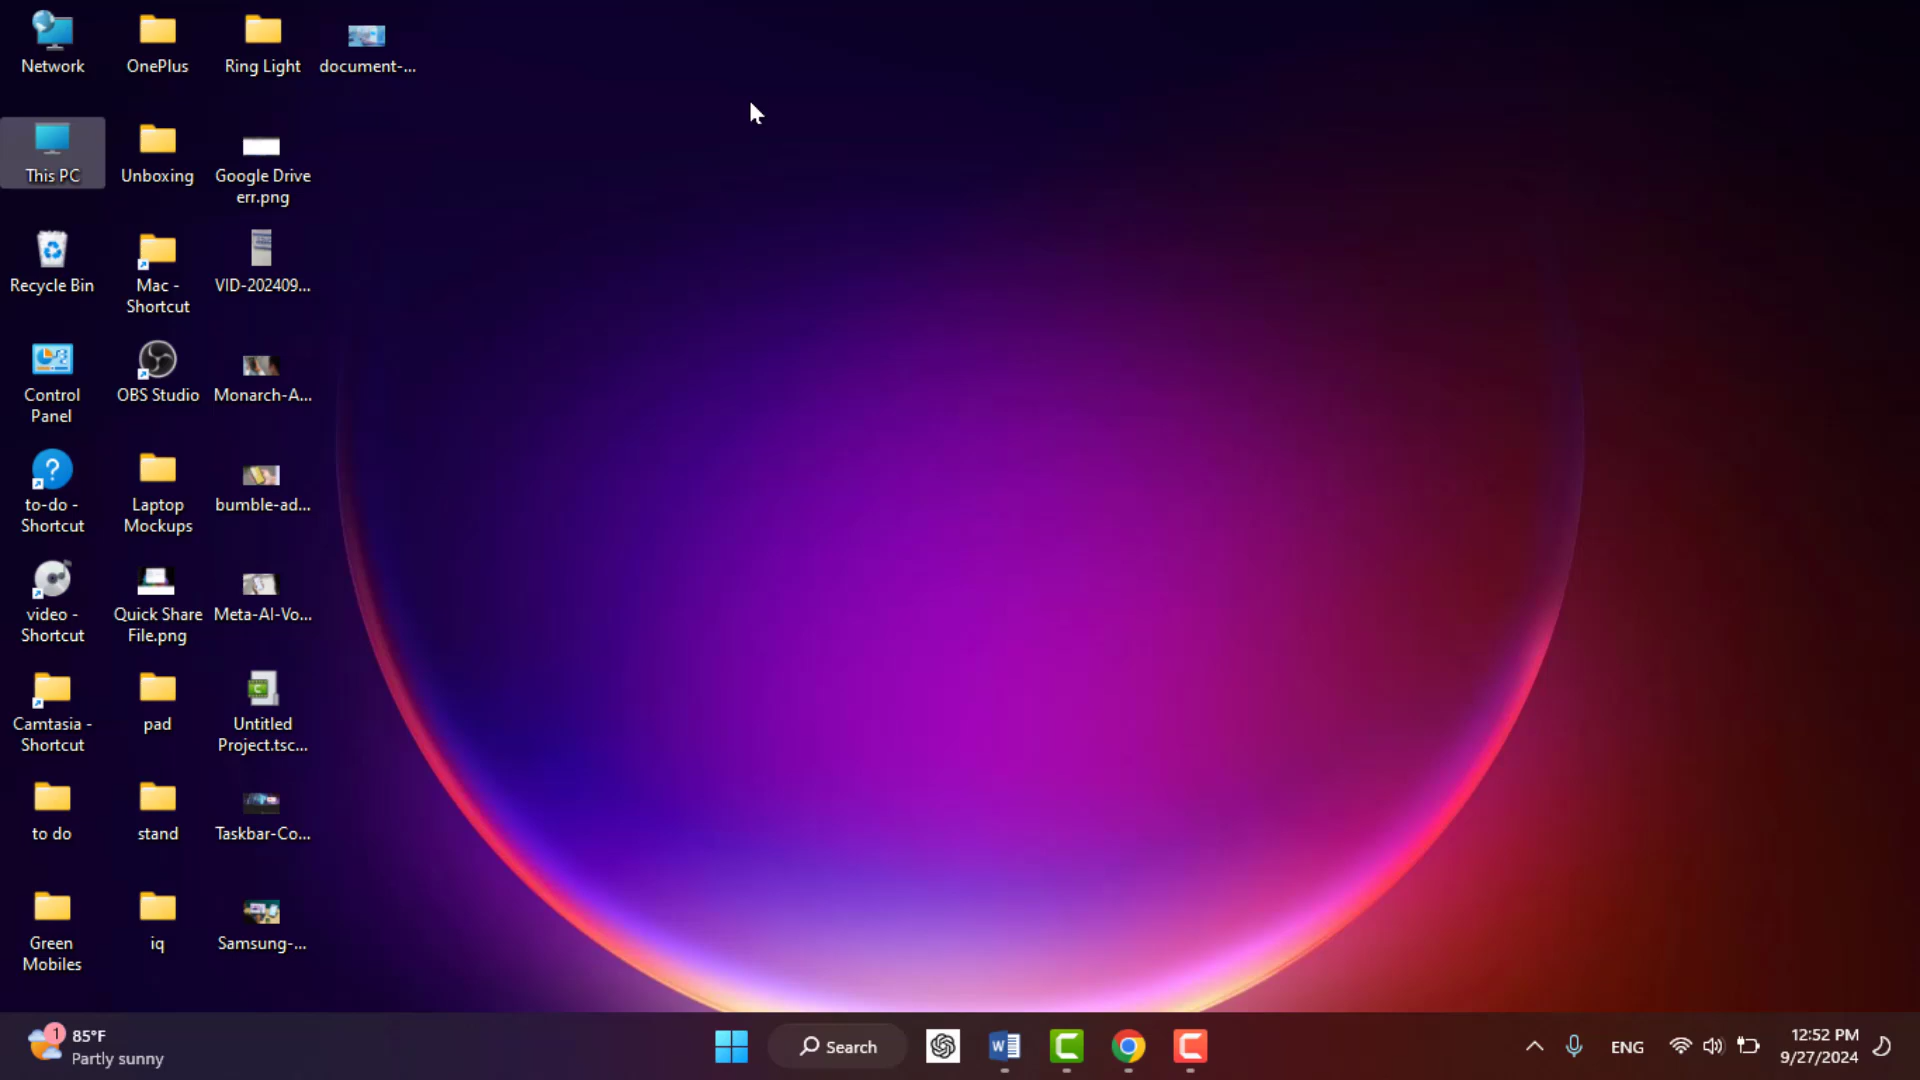 Network
OnePlus
Ring Light
document-...
This PC
Unboxing
Google Drive
err.png
Recycle Bin
Mac -
Shortcut
VID-202409...
Control
Panel
OBS Studio
Monarch-A...
to-do -
Shortcut
Laptop
Mockups
bumble-ad...
video -
Shortcut
Quick Share
File.png
Meta-AI-Vo...
Camtasia -
Shortcut
pad
Untitled
Project.tsc...
to do
stand
Taskbar-Co...
Green
Mobiles
iq
Samsung-...
1
85°F
Partly sunny
Search
W
ENG
12:52 PM
9/27/2024